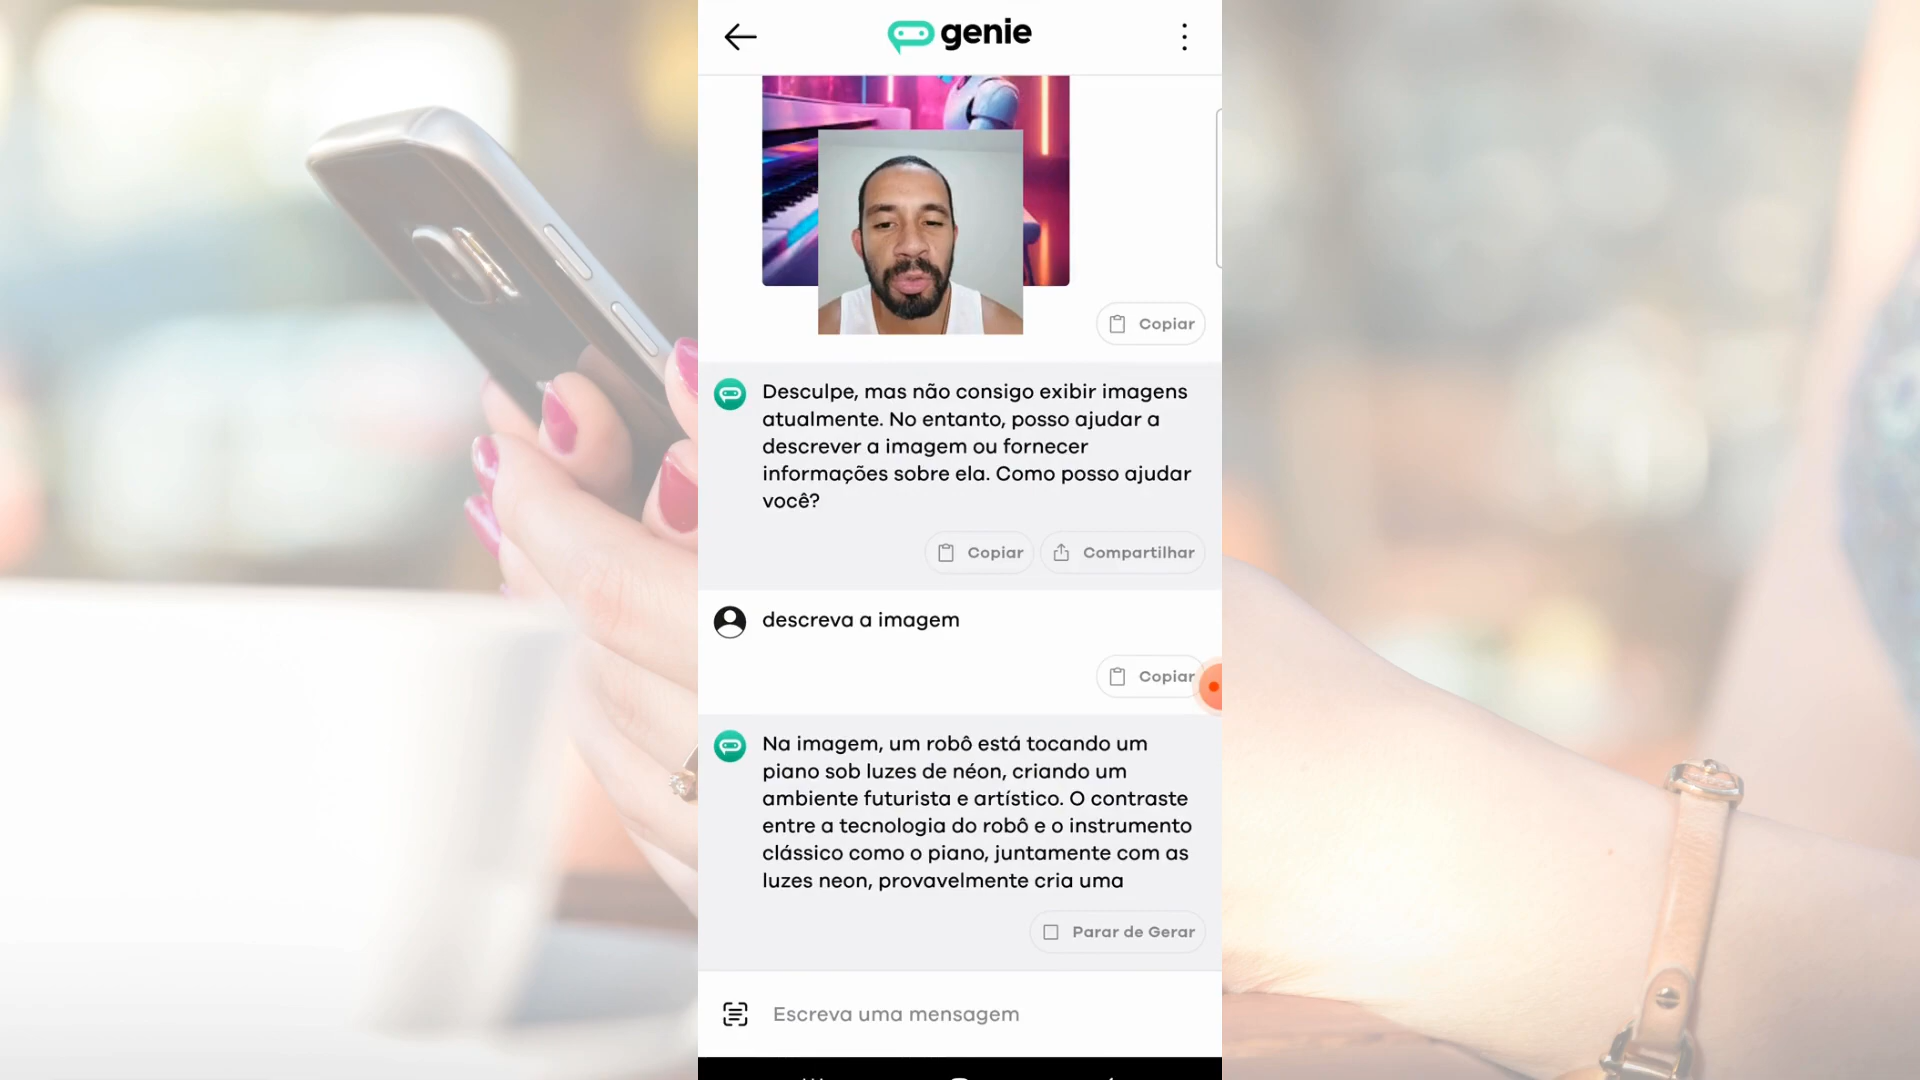 genie
Copiar
Desculpe, mas não consigo exibir imagens
atualmente. No entanto, posso ajudar a
descrever a imagem ou fornecer
informações sobre ela. Como posso ajudar
você?
Copiar
Compartilhar
descreva a imagem
Copiar
Na imagem, um robô está tocando um
piano sob luzes de néon, criando um
ambiente futurista e artístico. O contraste
entre a tecnologia do robô e o instrumento
clássico como o piano, juntamente com as
luzes neon, provavelmente cria uma
Parar de Gerar
Escreva uma mensagem